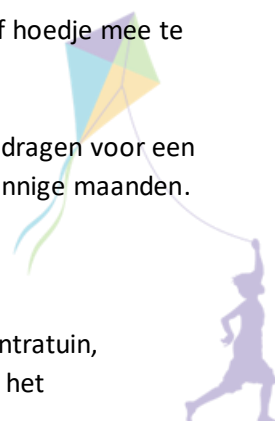 f hoedje mee te
dragen voor een
nnige maanden.
ntratuin,
het